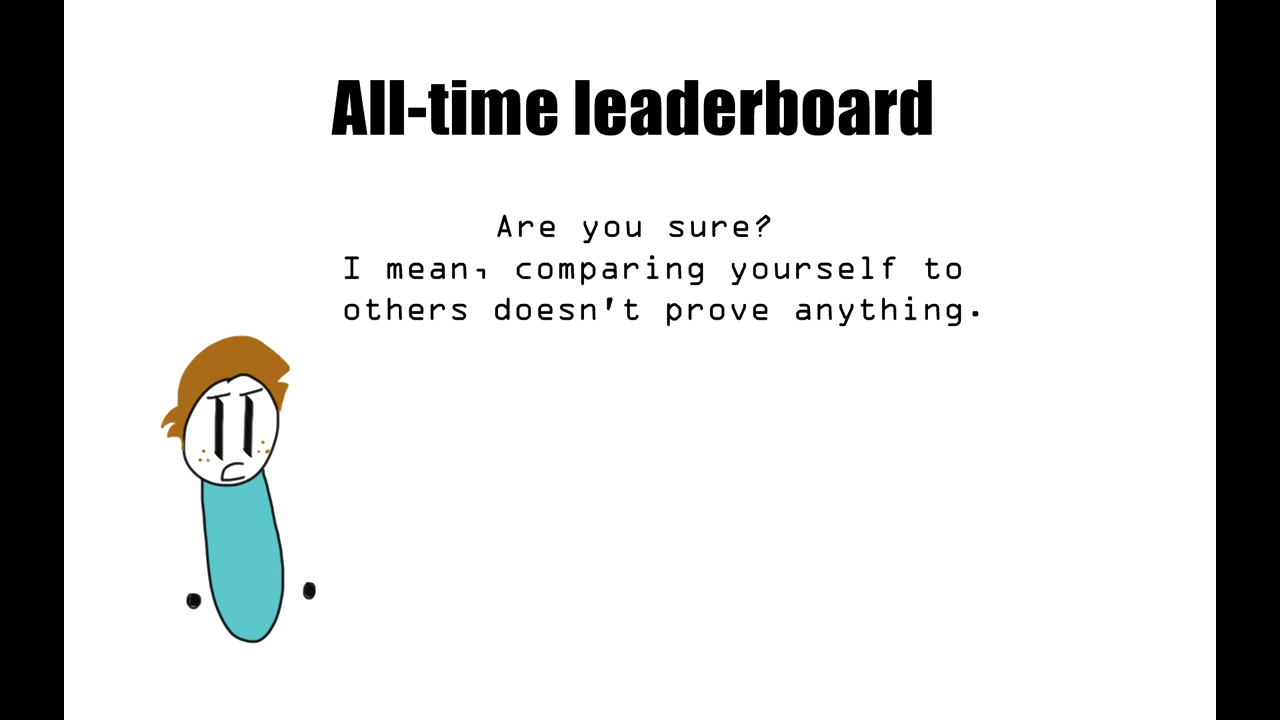 All-time leaderboard
Are you sure?
I mean, comparing yourself to
others doesn't prove anything.